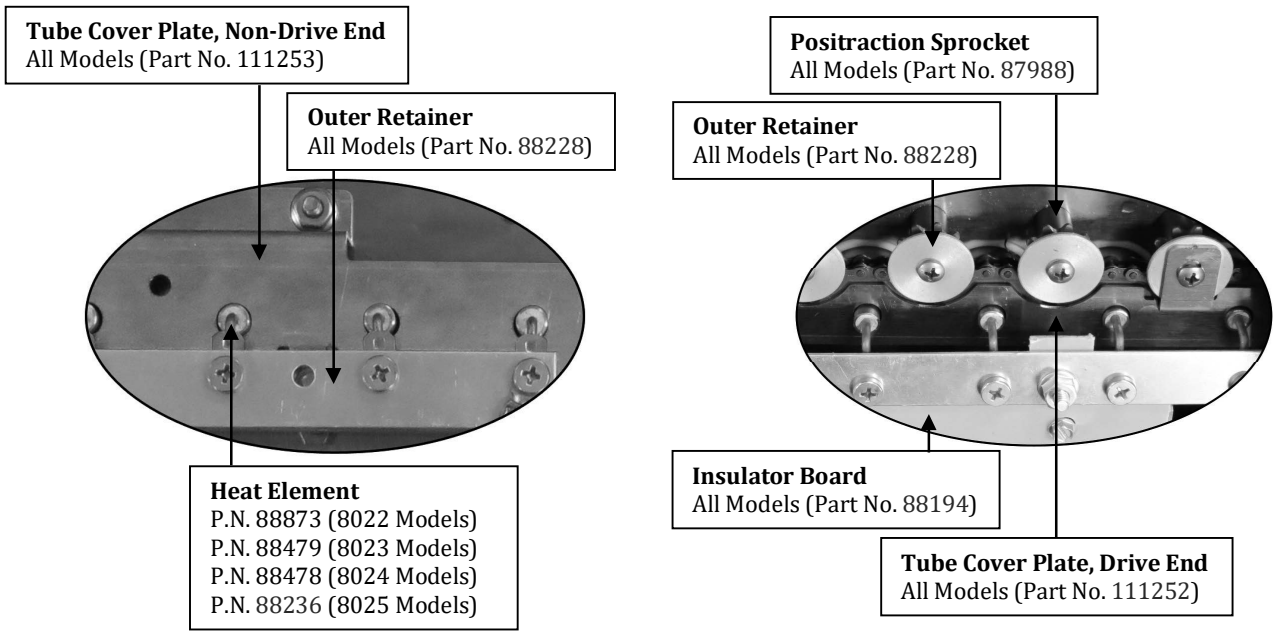 Tube Cover Plate, Non-Drive End
All Models (Part No. 111253)
Outer Retainer
All Models (Part No. 88228)
Heat Element
P.N. 88873 (8022 Models)
P.N. 88479 (8023 Models)
P.N. 88478 (8024 Models)
P.N. 88236 (8025 Models)
Positraction Sprocket
All Models (Part No. 87988)
Outer Retainer
All Models (Part No. 88228)
Insulator Board
All Models (Part No. 88194)
Tube Cover Plate, Drive End
All Models (Part No. 111252)